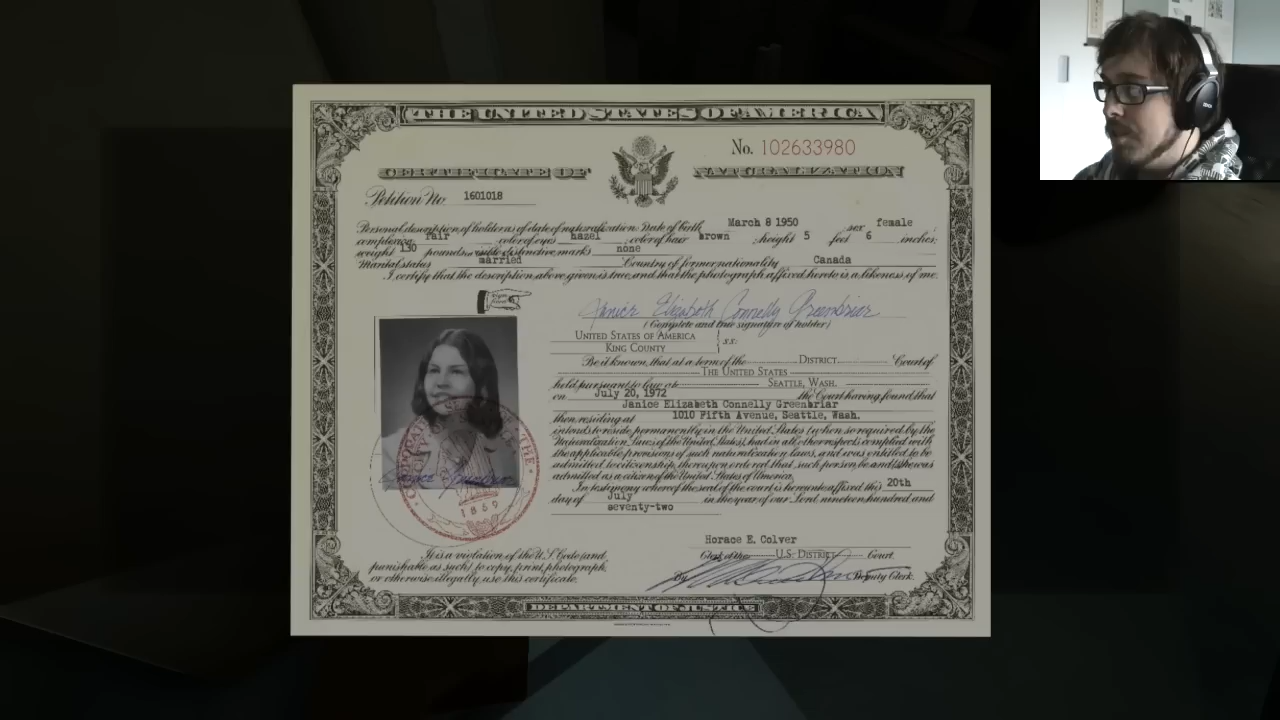 THE UNITED STATES OF AMERICA
No. 102633980
CERTIFICATE OF NATURALIZATION
Petition No. 1601018
Personal description of holder as of date of naturalization: Date of birth March 8 1950 sex female
complexion fair color of eyes hazel color of hair brown height 5 feet 6 inches;
weight 130 pounds; visible distinctive marks none
Marital status married Country of former nationality Canada
I certify that the description above given is true, and that the photograph affixed hereto is a likeness of me.
Janice Elizabeth Connelly Greenbriar
(Complete and true signature of holder)
UNITED STATES OF AMERICA
KING COUNTY
ss:
Be it known, that at a term of the DISTRICT Court of
THE UNITED STATES
held pursuant to law at SEATTLE, WASH.
on July 20, 1972 the Court having found that
Janice Elizabeth Connelly Greenbriar
then residing at 1010 Fifth Avenue, Seattle, Wash.
intends to reside permanently in the United States (when so required by the
Naturalization Laws of the United States), had in all other respects complied with
the applicable provisions of such naturalization laws, and was entitled to be
admitted to citizenship, thereupon ordered that such person be and (s)he was
admitted as a citizen of the United States of America.
In testimony whereof the seal of the court is hereunto affixed this 20th
day of July in the year of our Lord nineteen hundred and
seventy-two
1869
Horace E. Colver
Clerk of the U.S. DISTRICT Court.
By Deputy Clerk.
It is a violation of the U.S. Code (and
punishable as such) to copy, print, photograph,
or otherwise illegally use this certificate.
DEPARTMENT OF JUSTICE